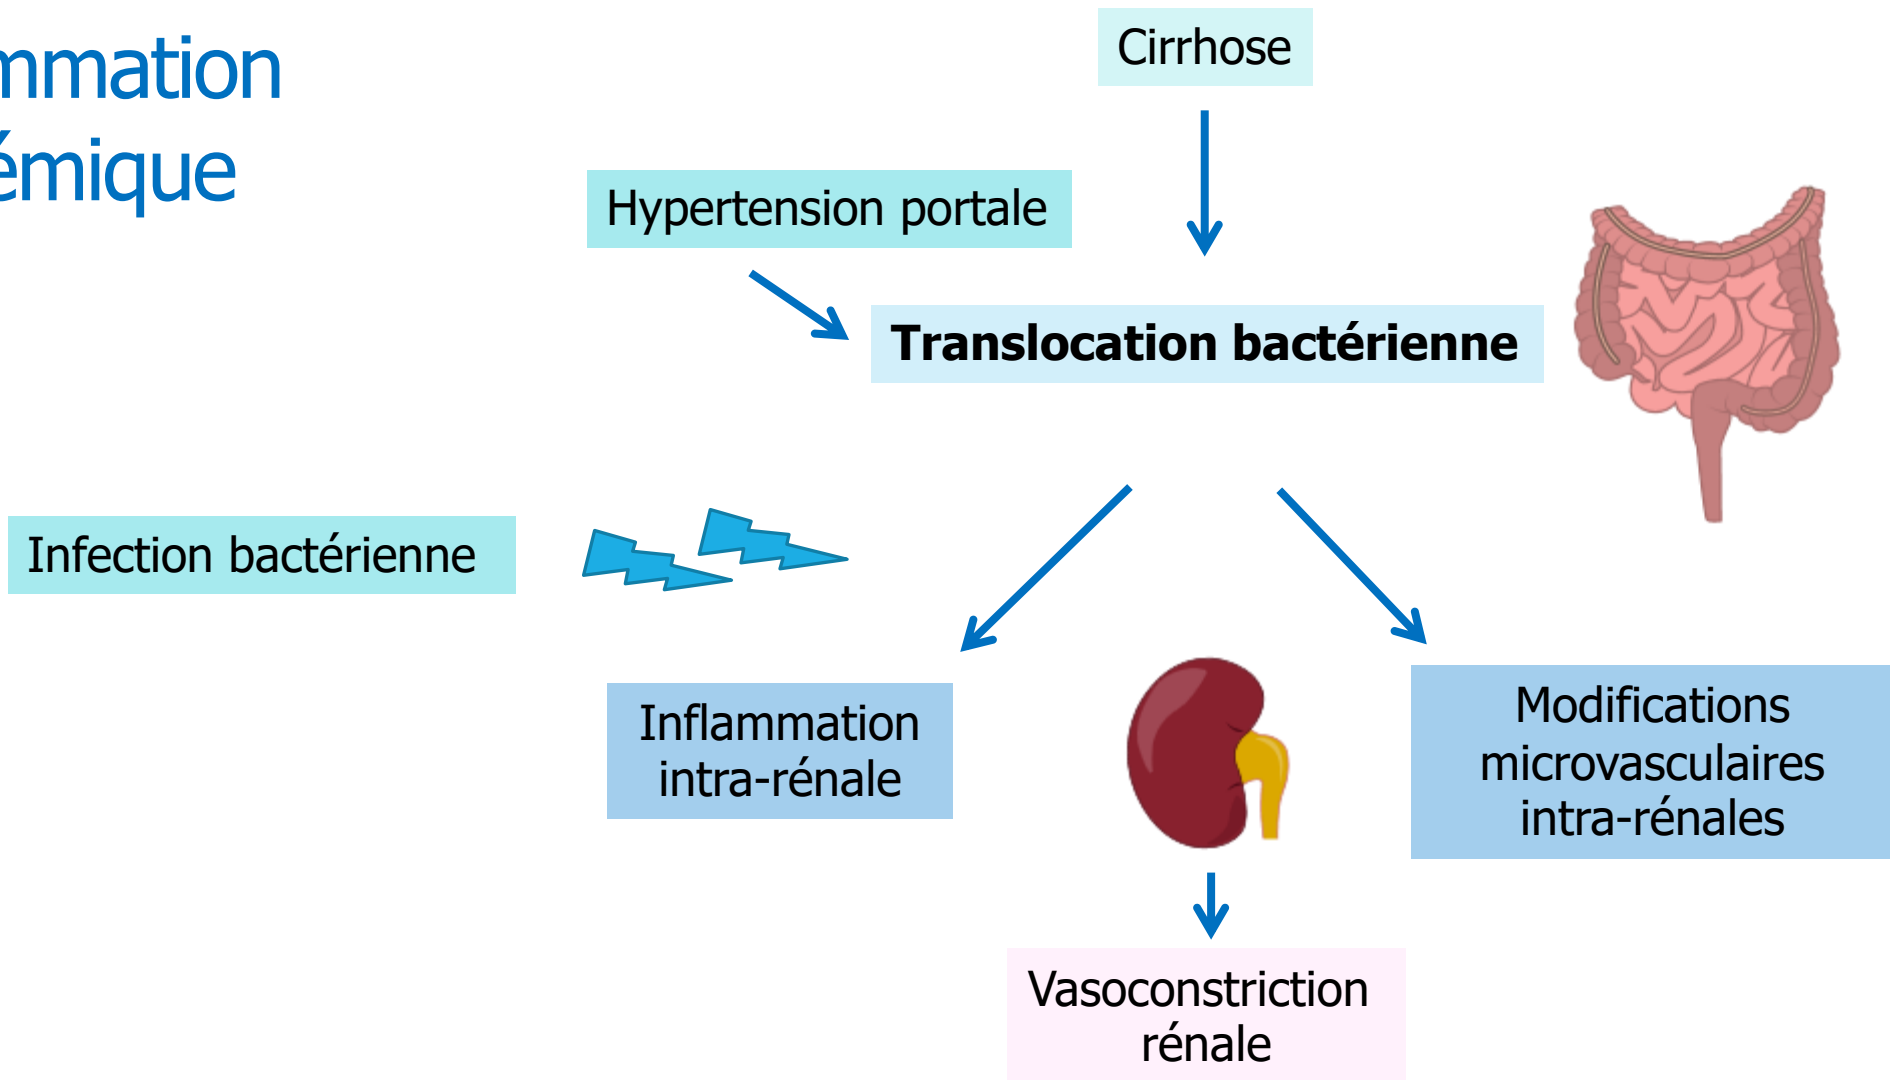 mmation
émique
Cirrhose
Hypertension portale
Translocation bactérienne
Infection bactérienne
Inflammation
intra-rénale
Modifications
microvasculaires
intra-rénales
Vasoconstriction
rénale